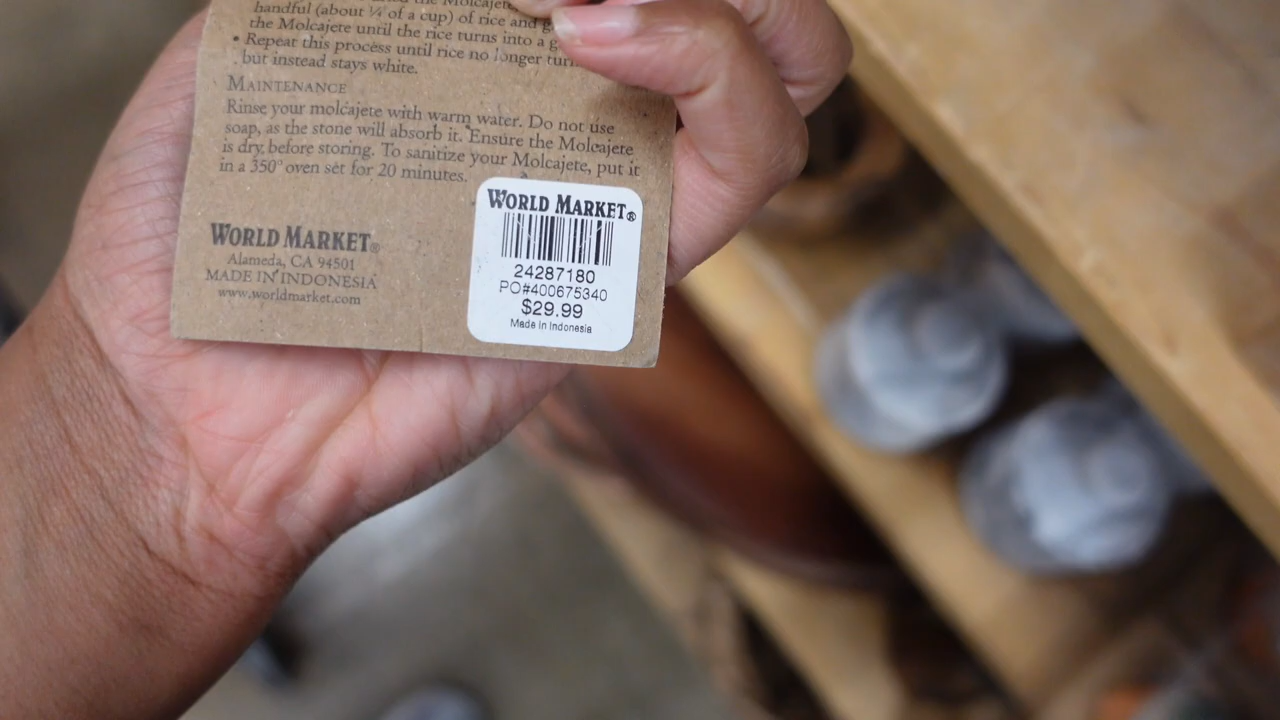 the Molcajete
handful (about ¼ of a cup) of rice and
the Molcajete until the rice turns into a
• Repeat this process until rice no longer
but instead stays white.
MAINTENANCE
Rinse your molcajete with warm water. Do not use
soap, as the stone will absorb it. Ensure the Molcajete
is dry before storing. To sanitize your Molcajete, put it
in a 350° oven set for 20 minutes.
WORLD MARKET®
Alameda, CA 94501
MADE IN INDONESIA
www.worldmarket.com
WORLD MARKET®
24287180
PO#400675340
$29.99
Made in Indonesia